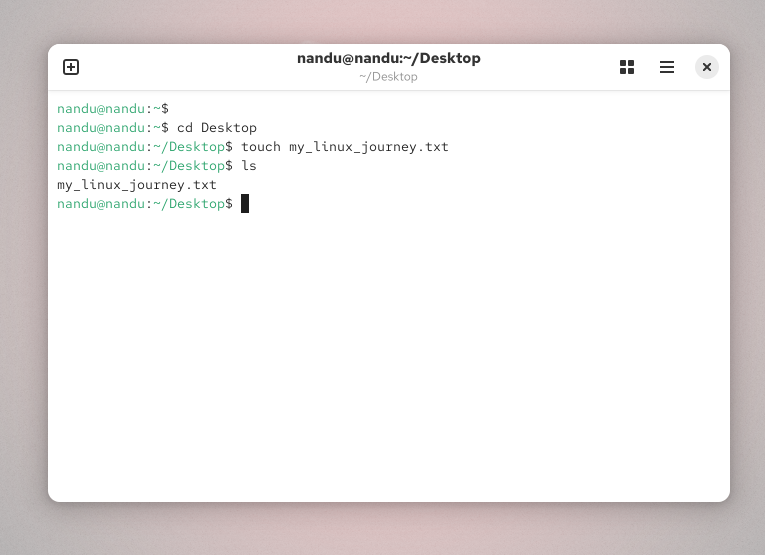 nandu@nandu:~/Desktop
~/Desktop
nandu@nandu:~$
nandu@nandu:~$ cd Desktop
nandu@nandu:~/Desktop$ touch my_linux_journey.txt
nandu@nandu:~/Desktop$ ls
my_linux_journey.txt
nandu@nandu:~/Desktop$